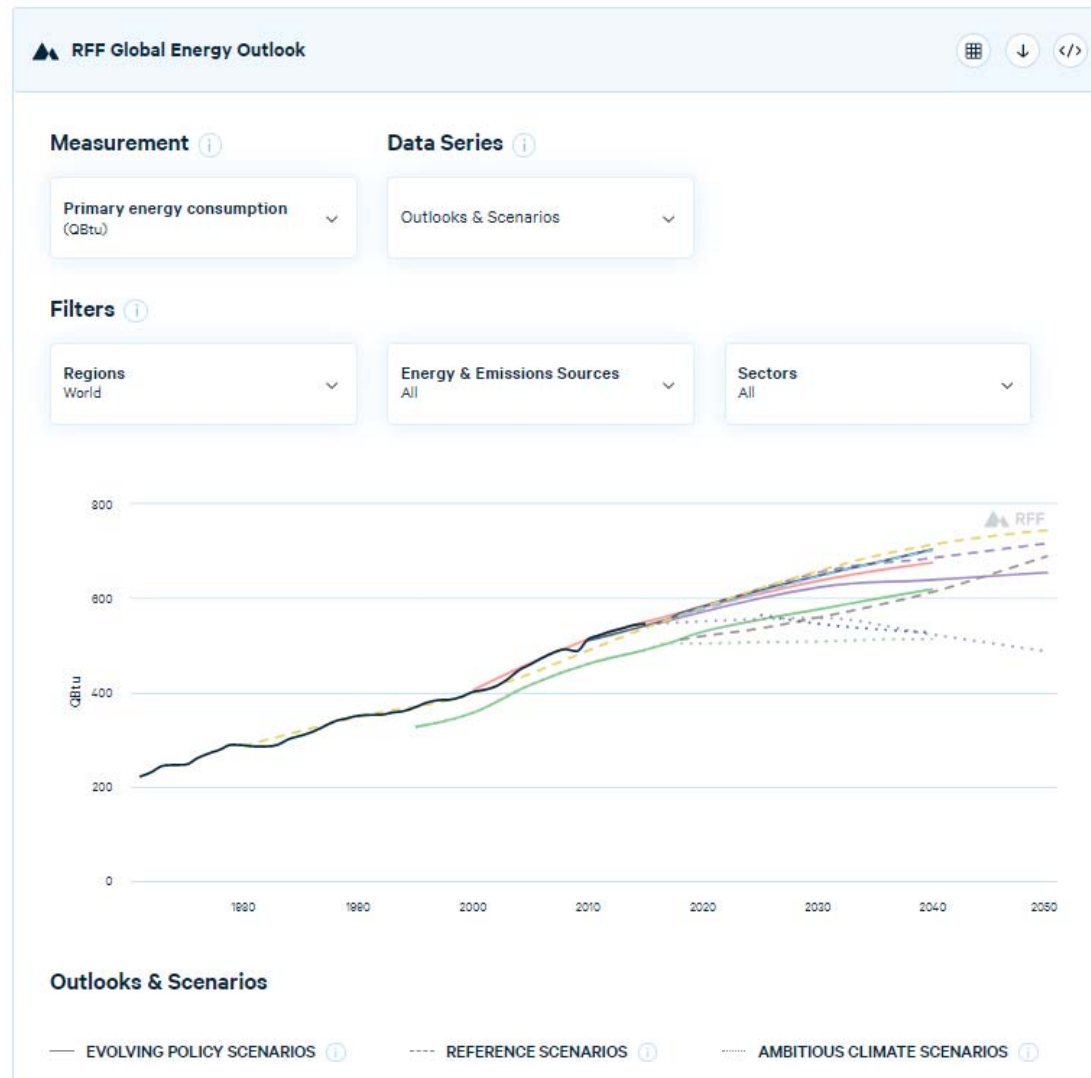 RFF Global Energy Outlook
</>
Measurement i
Data Series i
Primary energy consumption
(QBtu)
Outlooks & Scenarios
Filters i
Regions
World
Energy & Emissions Sources
All
Sectors
All
RFF
800
600
400
200
0
QBtu
1980
1990
2000
2010
2020
2030
2040
2050
Outlooks & Scenarios
EVOLVING POLICY SCENARIOS i
REFERENCE SCENARIOS i
AMBITIOUS CLIMATE SCENARIOS i